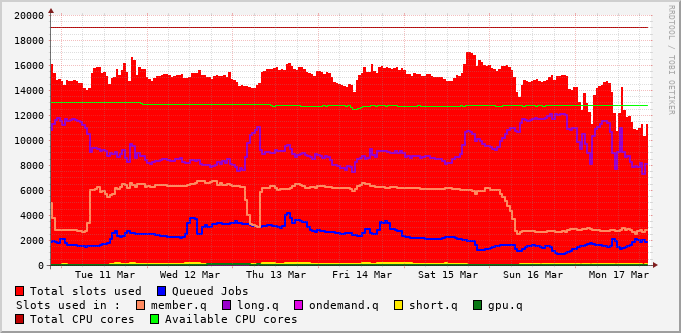 20000
18000
16000
14000
12000
10000
8000
6000
4000
2000
0
Tue 11 Mar Wed 12 Mar Thu 13 Mar Fri 14 Mar Sat 15 Mar Sun 16 Mar Mon 17 Mar
Total slots used Queued Jobs
Slots used in : member.q long.q ondemand.q short.q gpu.q
Total CPU cores Available CPU cores
RRDTOOL / TOBI OETIKER